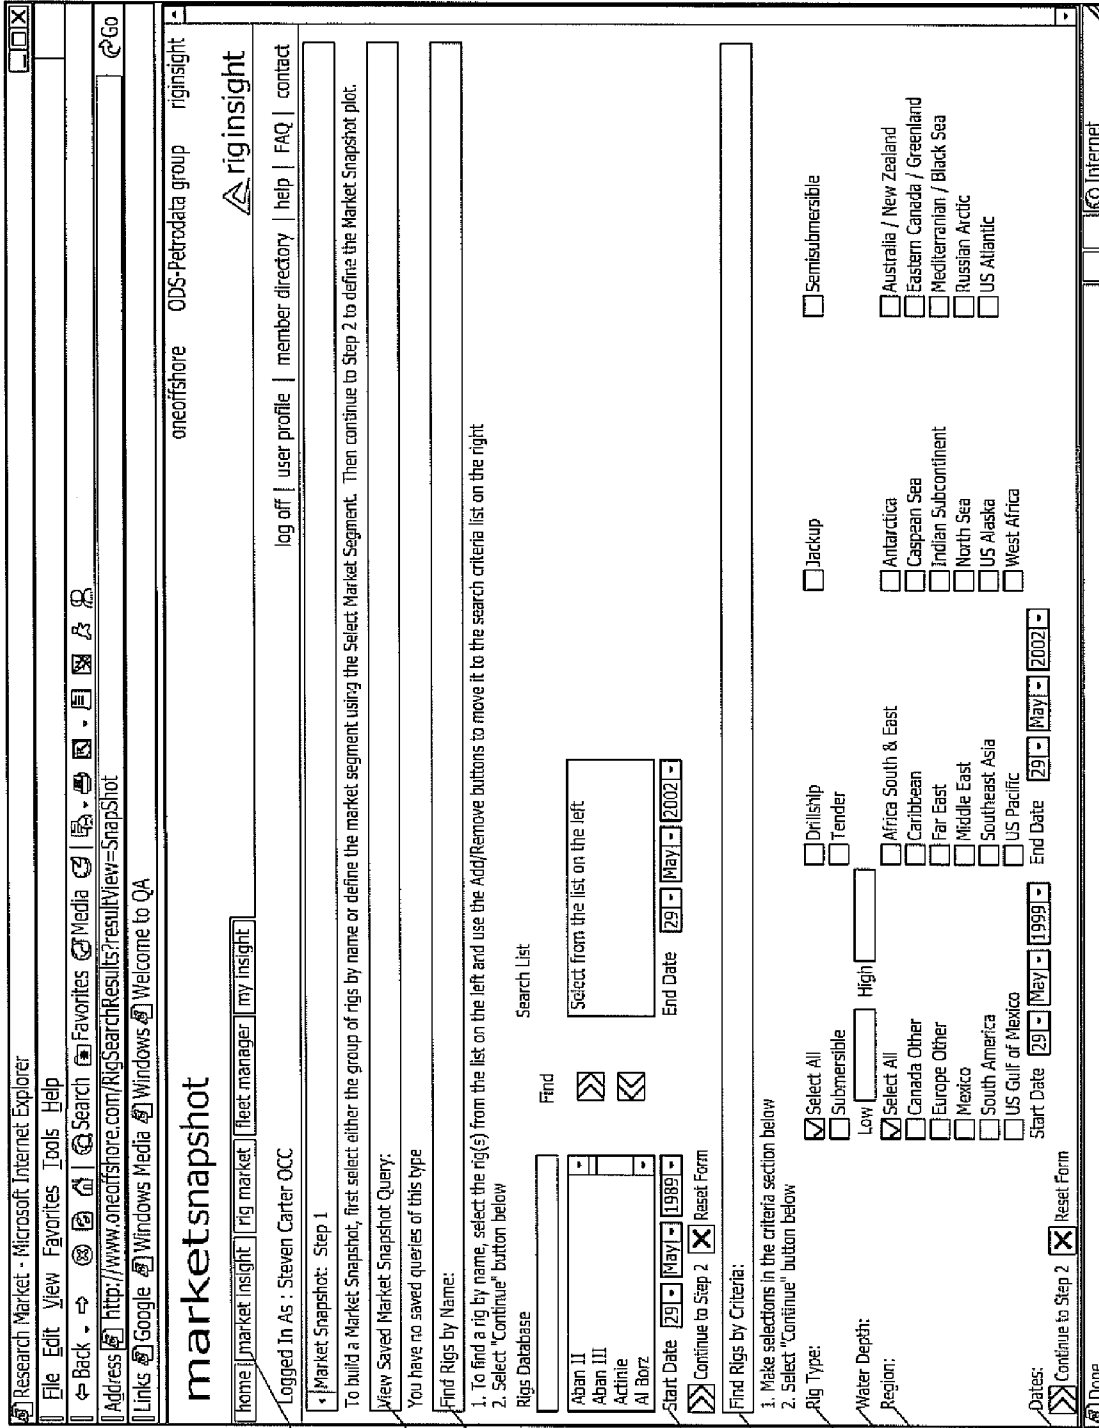 Research Market - Microsoft Internet Explorer
File Edit View Favorites Tools Help
Back Search Favorites Media
Address http://www.oneoffshore.com/RigSearchResults?resultView=SnapShot Go
Links Google Windows Media Windows Welcome to QA
oneoffshore ODS-Petrodata group riginsight
marketsnapshot
riginsight
home market insight rig market fleet manager my insight
log off | user profile | member directory | help | FAQ | contact
Logged In As : Steven Carter OCC
Market Snapshot: Step 1
To build a Market Snapshot, first select either the group of rigs by name or define the market segment using the Select Market Segment. Then continue to Step 2 to define the Market Snapshot plot.
View Saved Market Snapshot Query:
You have no saved queries of this type
Find Rigs by Name:
1. To find a rig by name, select the rig(s) from the list on the left and use the Add/Remove buttons to move it to the search criteria list on the right
2. Select "Continue" button below
Rigs Database Find Search List
Aban II
Aban III
Actinie
Al Borz
Select from the list on the left
Start Date 29 May 1989 End Date 29 May 2002
Continue to Step 2 Reset Form
Find Rigs by Criteria:
1. Make selections in the criteria section below
2. Select "Continue" button below
Rig Type: Select All Drillship Jackup Semisubmersible
Submersible Tender
Water Depth: Low High
Region: Select All Africa South & East Antarctica Australia / New Zealand
Canada Other Caribbean Caspean Sea Eastern Canada / Greenland
Europe Other Far East Indian Subcontinent Mediterranian / Black Sea
Mexico Middle East North Sea Russian Arctic
South America Southeast Asia US Alaska US Atlantic
US Gulf of Mexico US Pacific West Africa
Dates: Start Date 29 May 1999 End Date 29 May 2002
Continue to Step 2 Reset Form
Done Internet